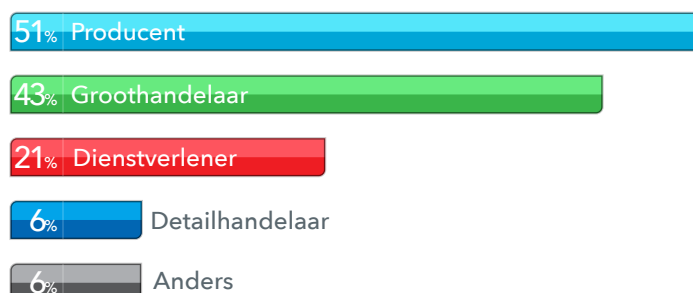 51% Producent
43% Groothandelaar
21% Dienstverlener
6% Detailhandelaar
6% Anders